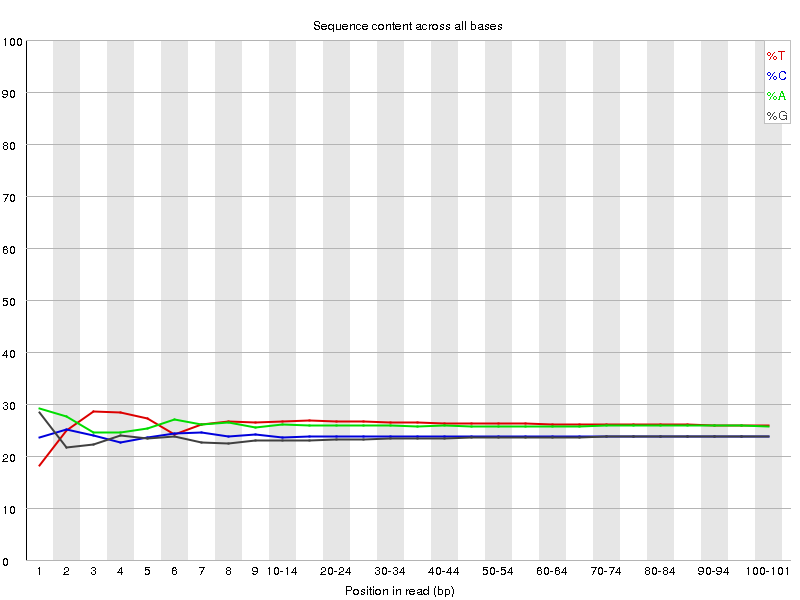 Sequence content across all bases
100
90
80
70
60
50
40
30
20
10
0
%T
%C
%A
%G
1 2 3 4 5 6 7 8 9 10-14 20-24 30-34 40-44 50-54 60-64 70-74 80-84 90-94 100-101
Position in read (bp)